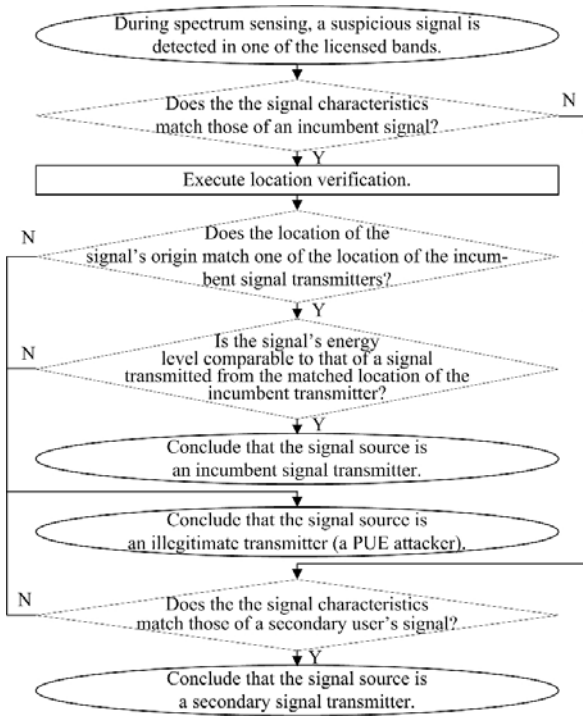 During spectrum sensing, a suspicious signal is
detected in one of the licensed bands.
Does the the signal characteristics
match those of an incumbent signal?
N
Y
Execute location verification.
N
Does the location of the
signal's origin match one of the location of the incum-
bent signal transmitters?
Y
Is the signal's energy
level comparable to that of a signal
transmitted from the matched location of the
incumbent transmitter?
N
Y
Conclude that the signal source is
an incumbent signal transmitter.
Conclude that the signal source is
an illegitimate transmitter (a PUE attacker).
N
Does the the signal characteristics
match those of a secondary user's signal?
Y
Conclude that the signal source is
a secondary signal transmitter.